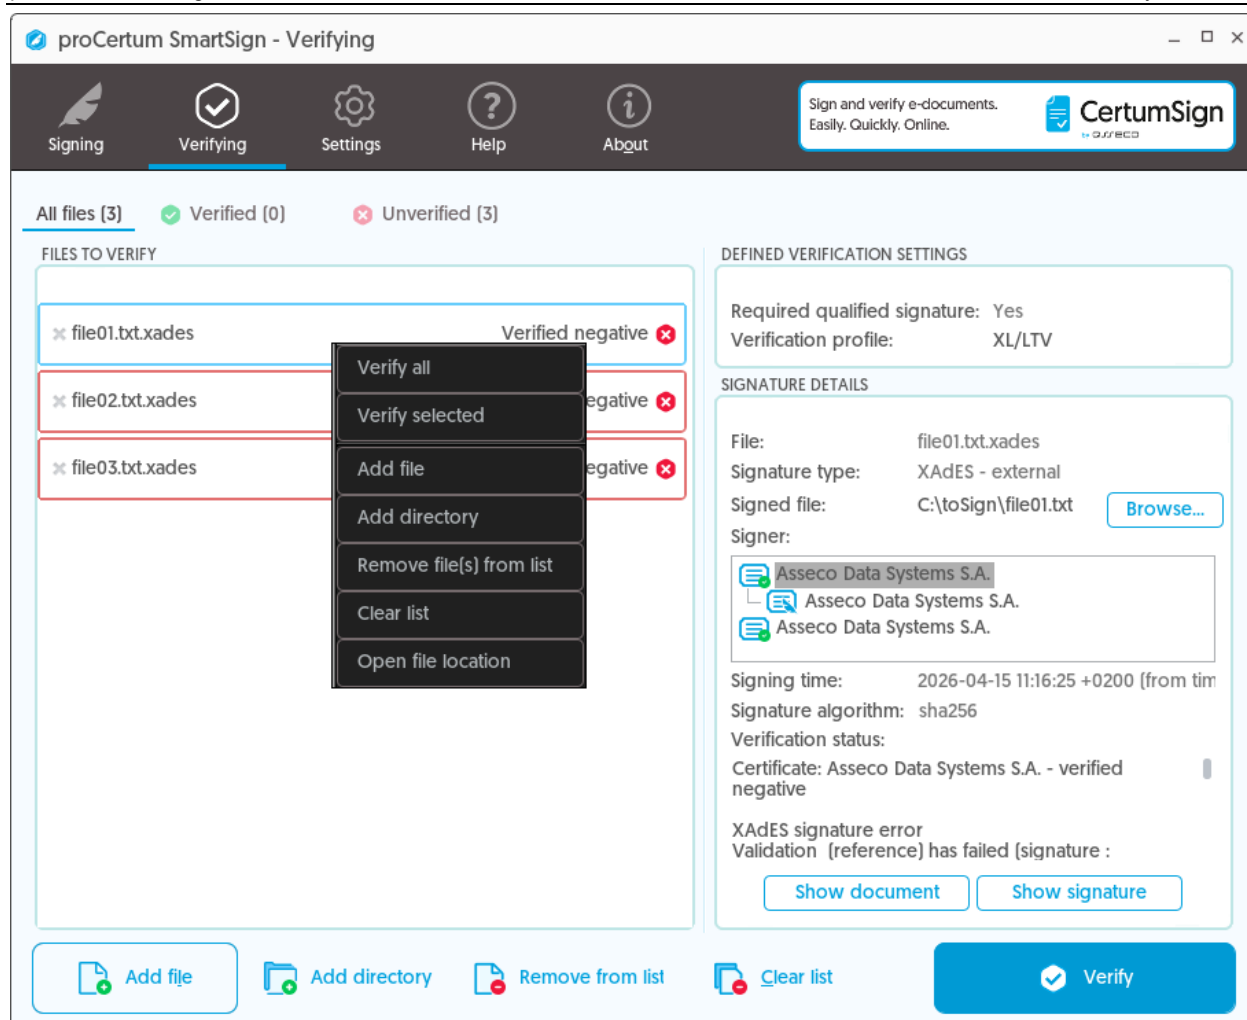 proCertum SmartSign - Verifying
Signing
Verifying
Settings
Help
About
Sign and verify e-documents.
Easily. Quickly. Online.
CertumSign
by asseco
All files (3)
Verified (0)
Unverified (3)
FILES TO VERIFY
file01.txt.xades Verified negative
file02.txt.xades egative
file03.txt.xades egative
Verify all
Verify selected
Add file
Add directory
Remove file(s) from list
Clear list
Open file location
DEFINED VERIFICATION SETTINGS
Required qualified signature: Yes
Verification profile: XL/LTV
SIGNATURE DETAILS
File: file01.txt.xades
Signature type: XAdES - external
Signed file: C:\toSign\file01.txt Browse...
Signer:
Asseco Data Systems S.A.
Asseco Data Systems S.A.
Asseco Data Systems S.A.
Signing time: 2026-04-15 11:16:25 +0200 (from tim
Signature algorithm: sha256
Verification status:
Certificate: Asseco Data Systems S.A. - verified
negative
XAdES signature error
Validation (reference) has failed (signature :
Show document
Show signature
Add file
Add directory
Remove from list
Clear list
Verify